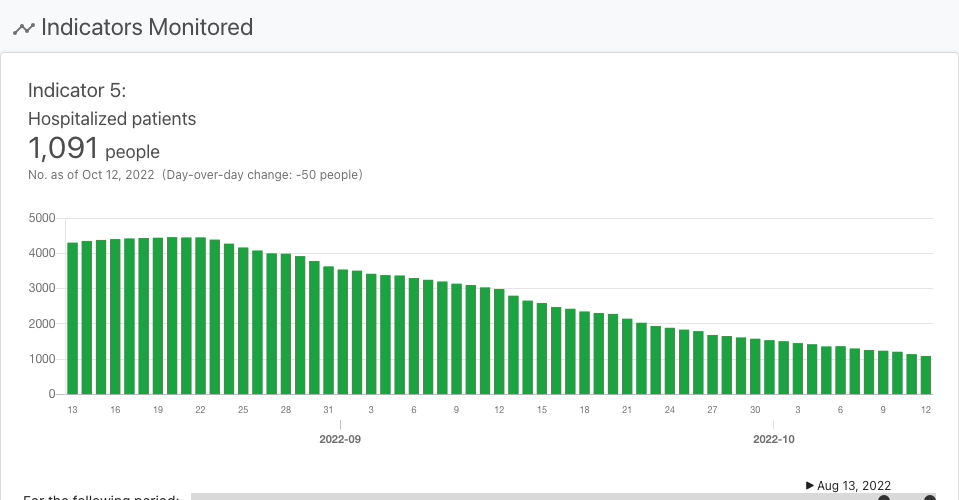 Indicators Monitored
Indicator 5:
Hospitalized patients
1,091 people
No. as of Oct 12, 2022 (Day-over-day change: -50 people)
5000
4000
3000
2000
1000
0
13 16 19 22 25 28 31 3 6 9 12 15 18 21 24 27 30 3 6 9 12
2022-09 2022-10
▶ Aug 13, 2022
For the following period: